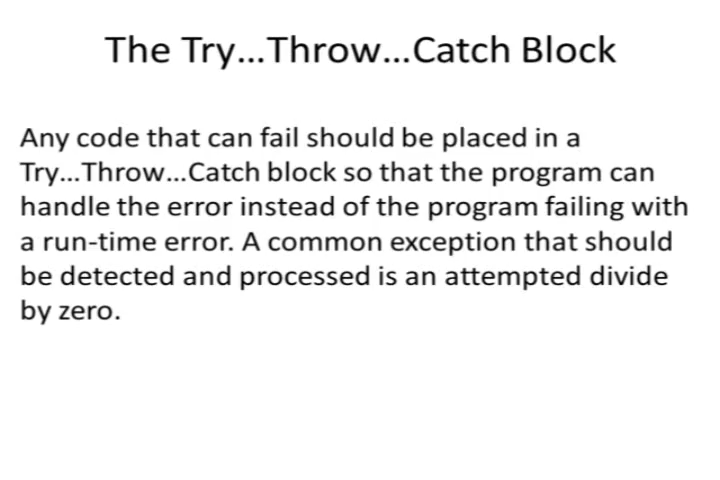 The Try...Throw...Catch Block
Any code that can fail should be placed in a
Try...Throw...Catch block so that the program can
handle the error instead of the program failing with
a run-time error. A common exception that should
be detected and processed is an attempted divide
by zero.